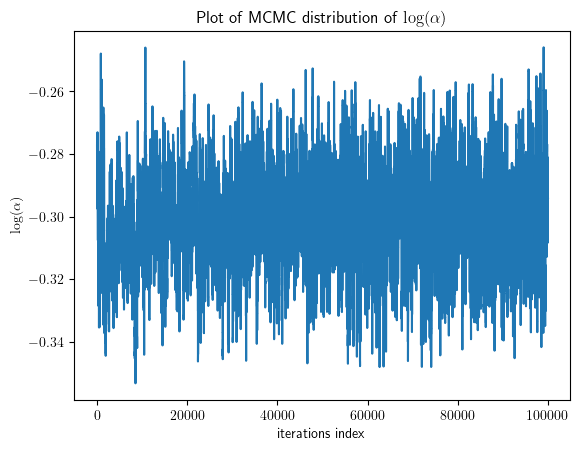 Plot of MCMC distribution of log(α)
log(α)
−0.26
−0.28
−0.30
−0.32
−0.34
0 20000 40000 60000 80000 100000
iterations index